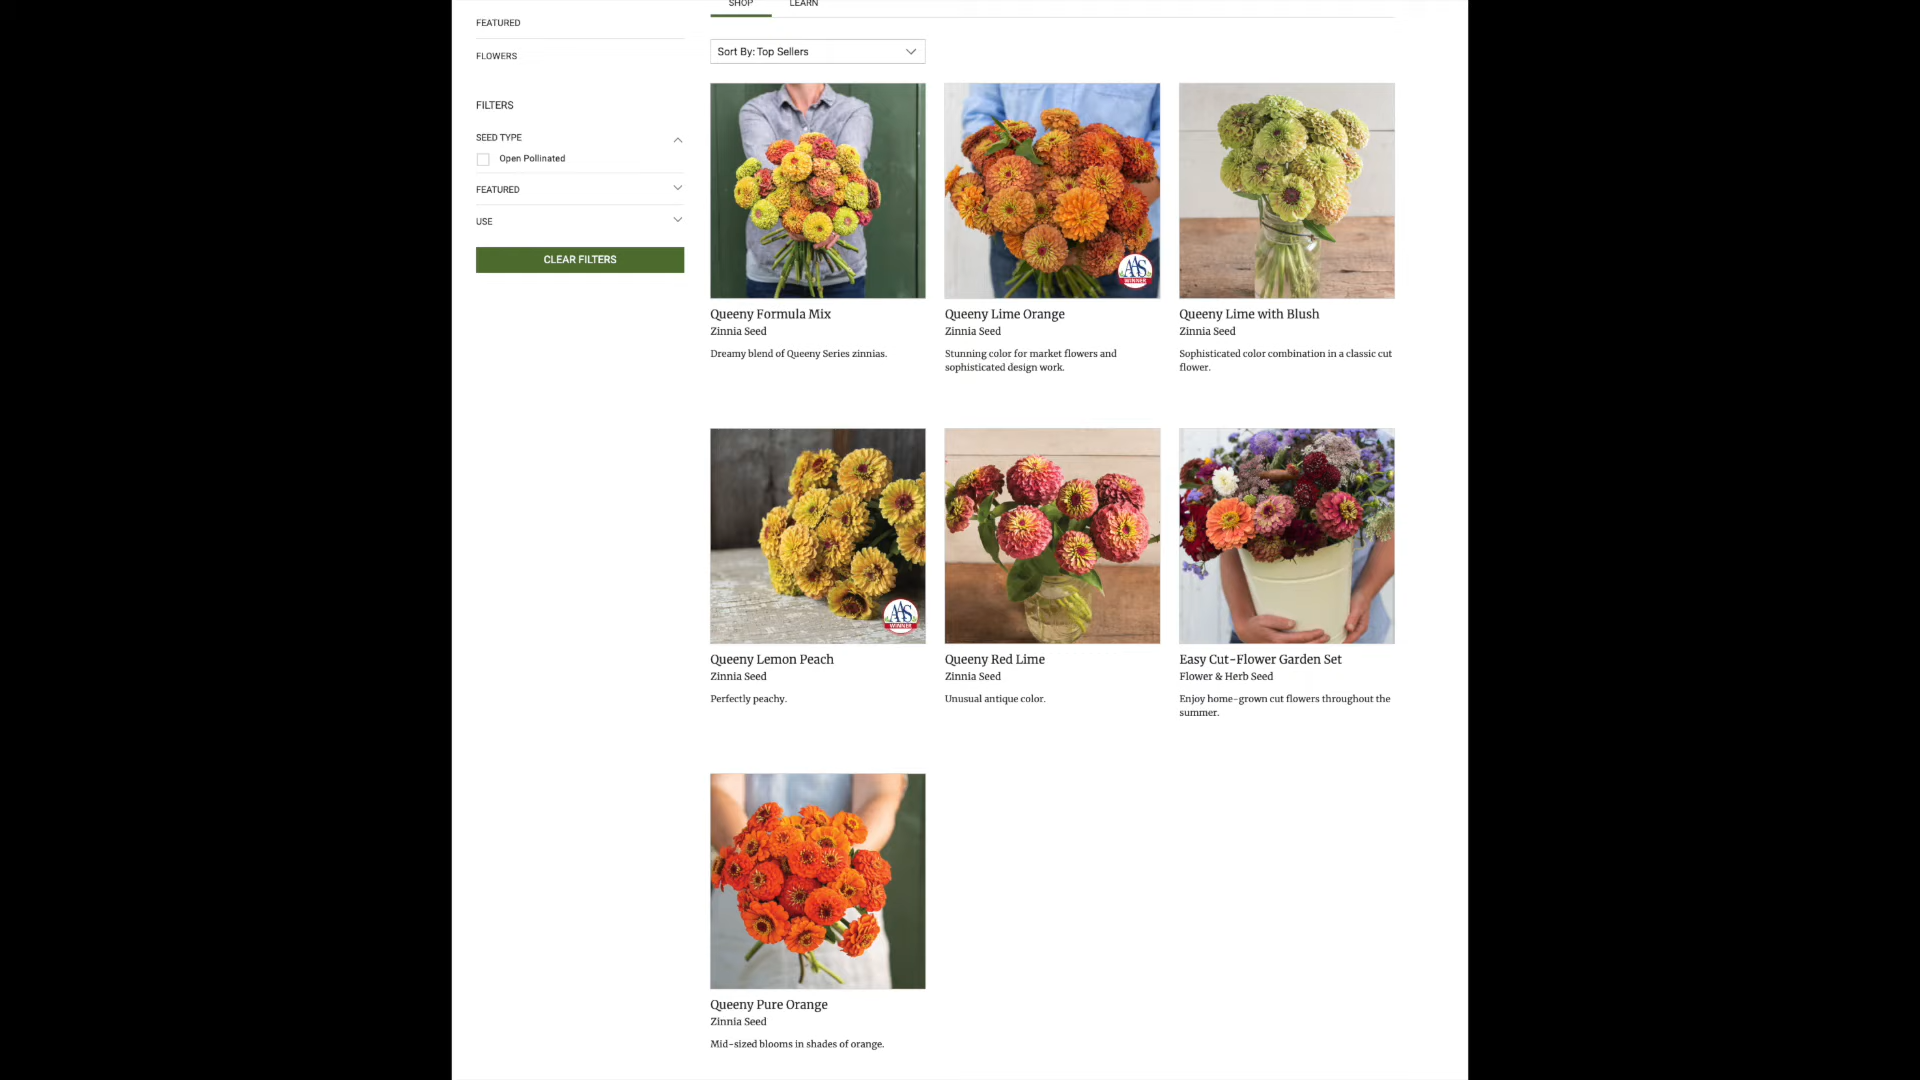 SHOP
LEARN
FEATURED
FLOWERS
FILTERS
SEED TYPE
Open Pollinated
FEATURED
USE
CLEAR FILTERS
Sort By: Top Sellers
AAS
WINNER
Queeny Formula Mix
Zinnia Seed
Dreamy blend of Queeny Series zinnias.
Queeny Lime Orange
Zinnia Seed
Stunning color for market flowers and
sophisticated design work.
Queeny Lime with Blush
Zinnia Seed
Sophisticated color combination in a classic cut
flower.
AAS
WINNER
Queeny Lemon Peach
Zinnia Seed
Perfectly peachy.
Queeny Red Lime
Zinnia Seed
Unusual antique color.
Easy Cut-Flower Garden Set
Flower & Herb Seed
Enjoy home-grown cut flowers throughout the
summer.
Queeny Pure Orange
Zinnia Seed
Mid-sized blooms in shades of orange.